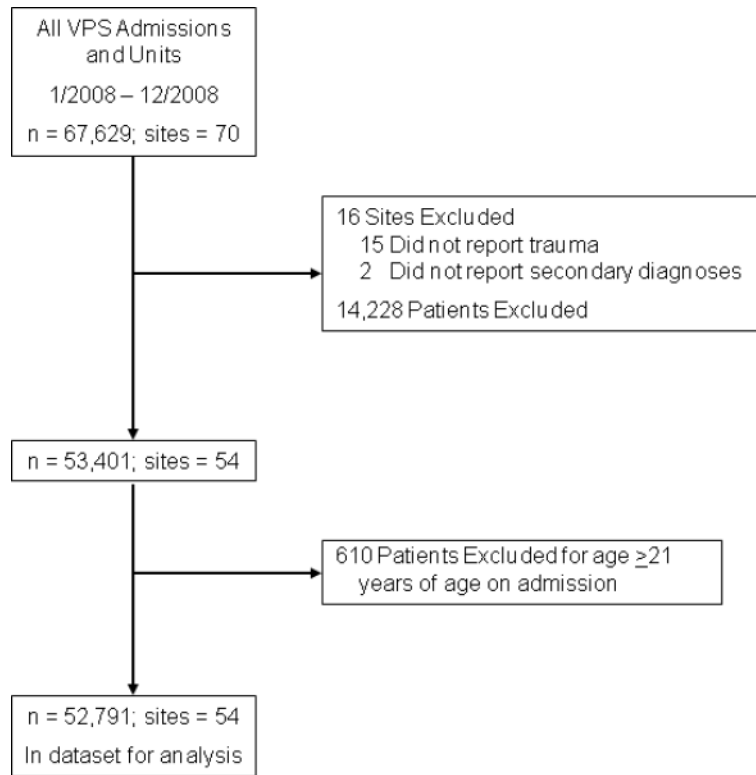 All VPS Admissions
and Units
1/2008 – 12/2008
n = 67,629; sites = 70
16 Sites Excluded
15 Did not report trauma
2 Did not report secondary diagnoses
14,228 Patients Excluded
n = 53,401; sites = 54
610 Patients Excluded for age ≥21
years of age on admission
n = 52,791; sites = 54
In dataset for analysis